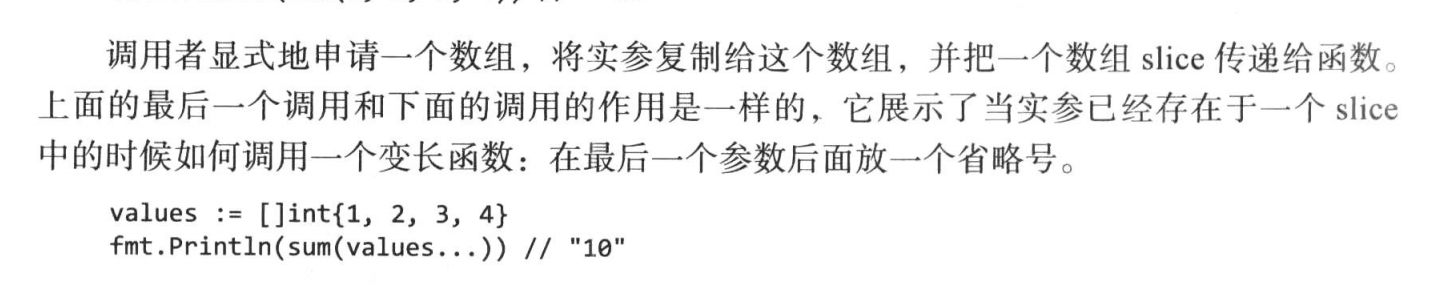 调用者显式地申请一个数组，将实参复制给这个数组，并把一个数组 slice 传递给函数。
上面的最后一个调用和下面的调用的作用是一样的，它展示了当实参已经存在于一个 slice
中的时候如何调用一个变长函数：在最后一个参数后面放一个省略号。
values := []int{1, 2, 3, 4}
fmt.Println(sum(values...)) // "10"